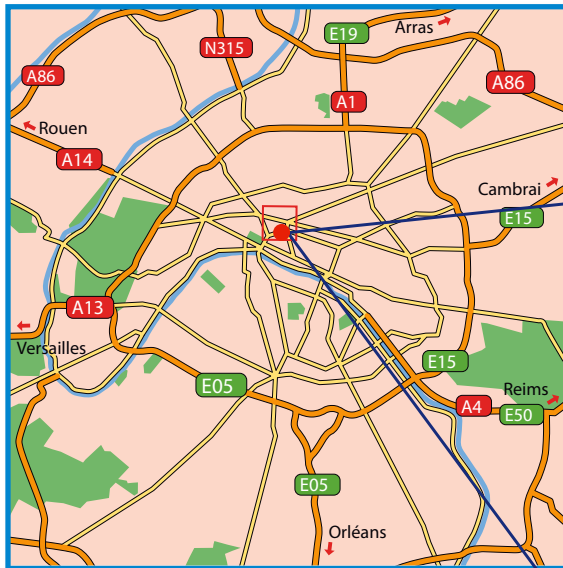 Arras
E19
N315
A86
A86
A1
Rouen
A14
Cambrai
E15
A13
Versailles
E15
E05
Reims
A4
E50
E05
Orléans